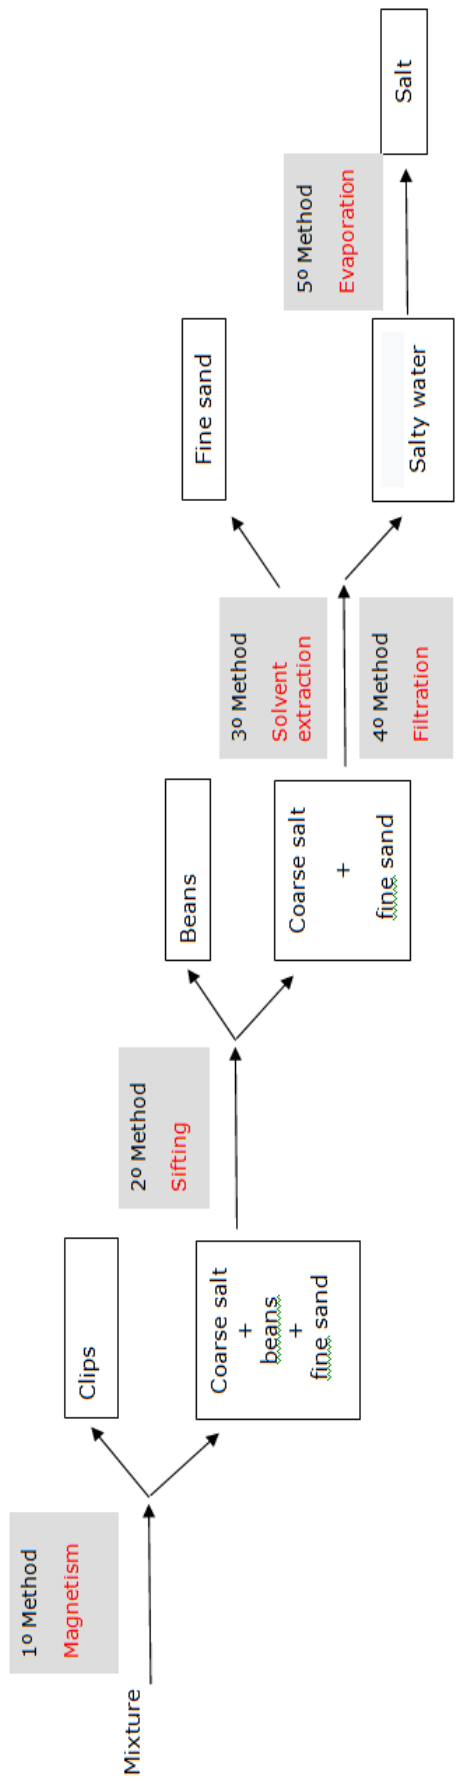 Mixture
1º Method
Magnetism
Clips
Coarse salt
+
beans
+
fine sand
2º Method
Sifting
Beans
Coarse salt
+
fine sand
3º Method
Solvent
extraction
4º Method
Filtration
Fine sand
Salty water
5º Method
Evaporation
Salt